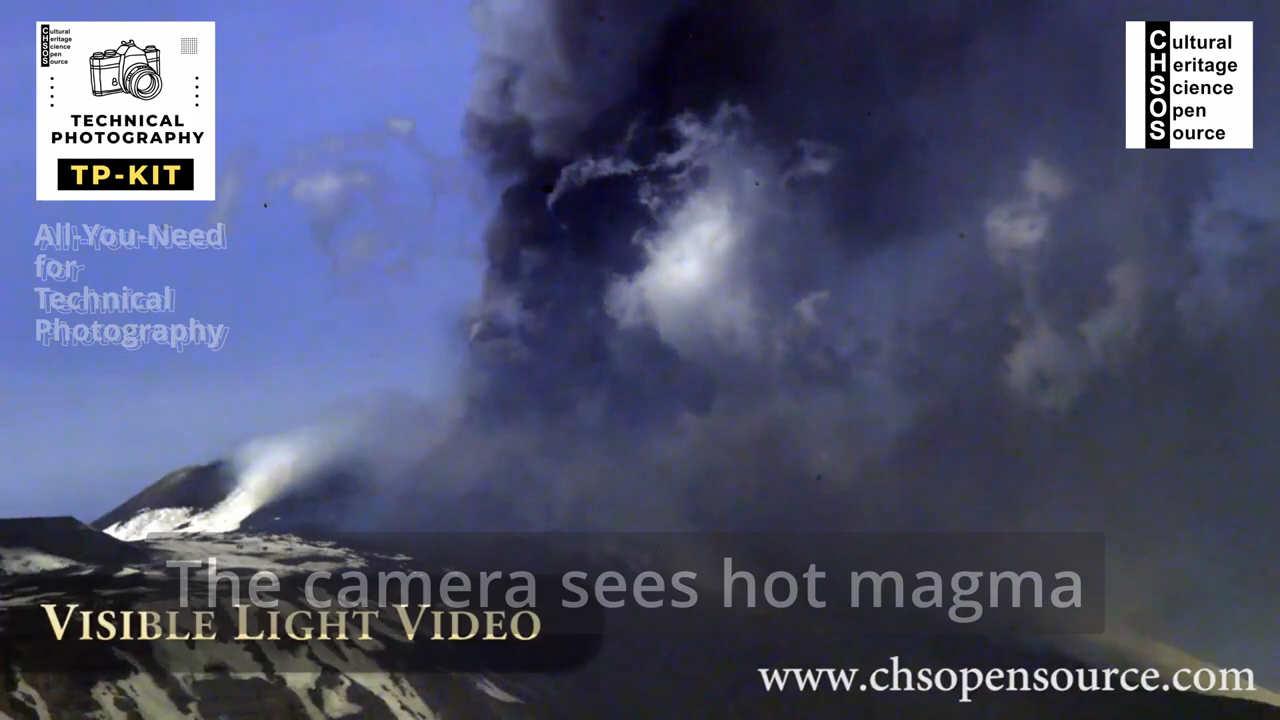 Cultural
Heritage
Science
Open
Source
TECHNICAL
PHOTOGRAPHY
TP-KIT
All-You-Need
for
Technical
Photography
Cultural
Heritage
Science
Open
Source
The camera sees hot magma
VISIBLE LIGHT VIDEO
www.chsopensource.com